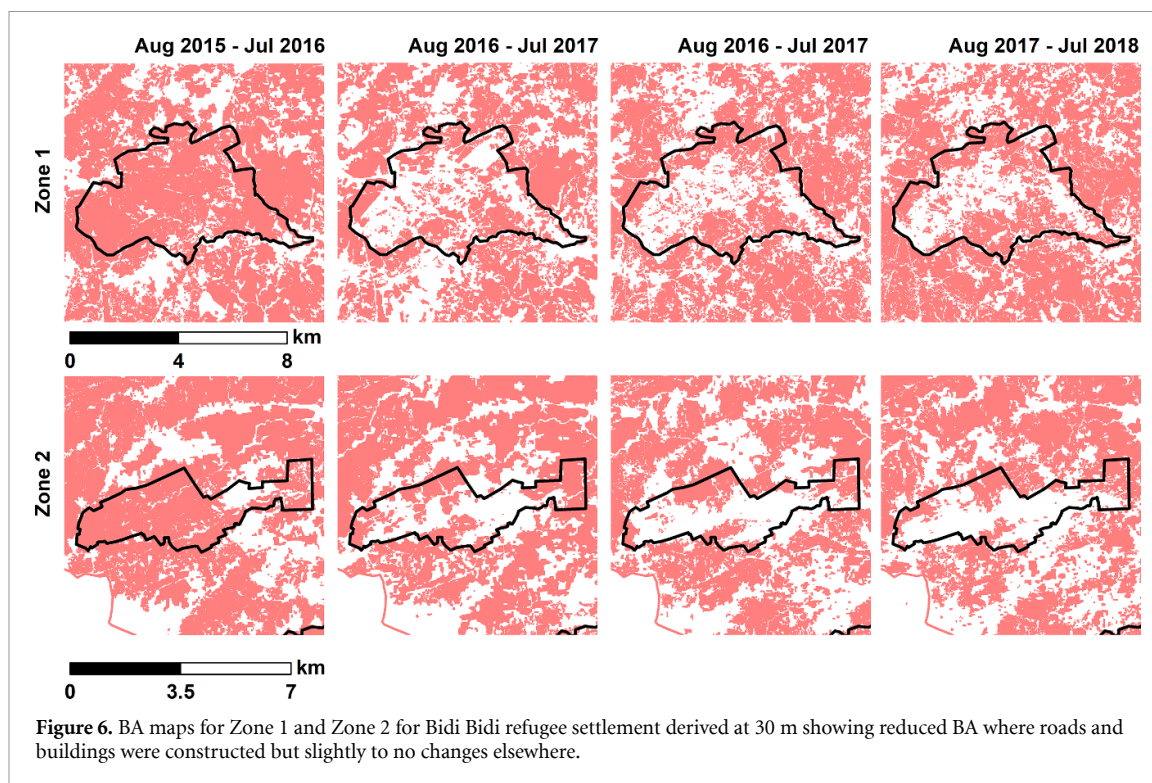 Aug 2015 - Jul 2016 Aug 2016 - Jul 2017 Aug 2016 - Jul 2017 Aug 2017 - Jul 2018
Zone 1
km
0 4 8
Zone 2
km
0 3.5 7
Figure 6. BA maps for Zone 1 and Zone 2 for Bidi Bidi refugee settlement derived at 30 m showing reduced BA where roads and
buildings were constructed but slightly to no changes elsewhere.